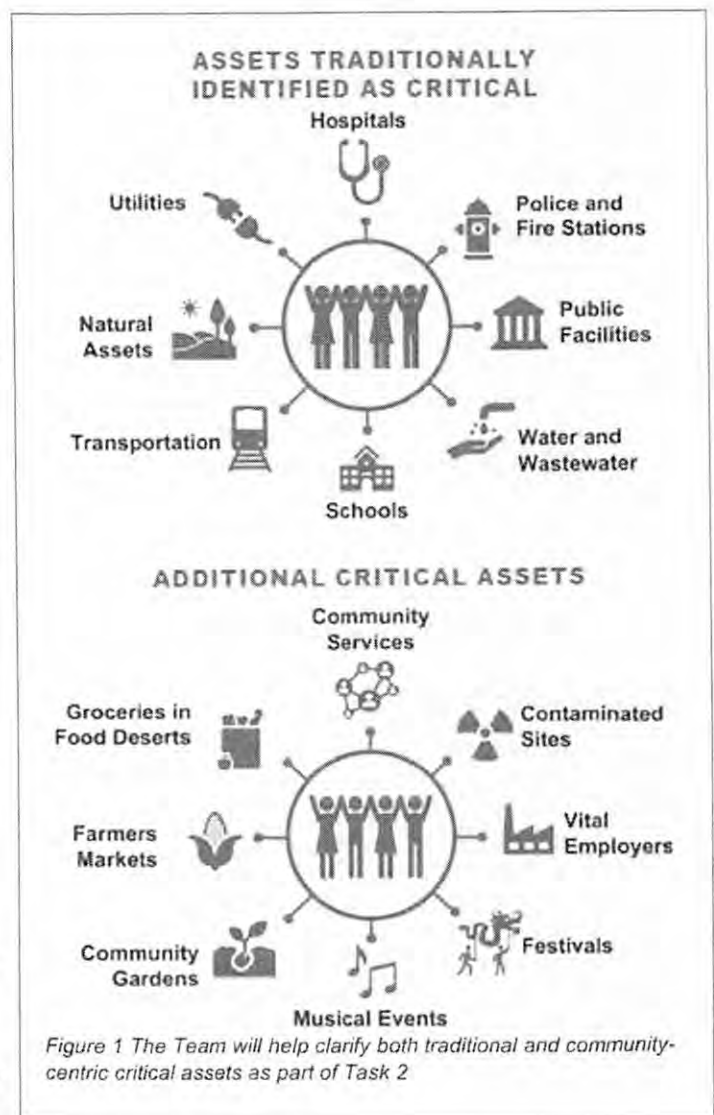 ASSETS TRADITIONALLY
IDENTIFIED AS CRITICAL
Hospitals
Utilities
Police and
Fire Stations
Natural
Assets
Public
Facilities
Transportation
Water and
Wastewater
Schools
ADDITIONAL CRITICAL ASSETS
Community
Services
Groceries in
Food Deserts
Contaminated
Sites
Farmers
Markets
Vital
Employers
Community
Gardens
Festivals
Musical Events
Figure 1 The Team will help clarify both traditional and community-
centric critical assets as part of Task 2